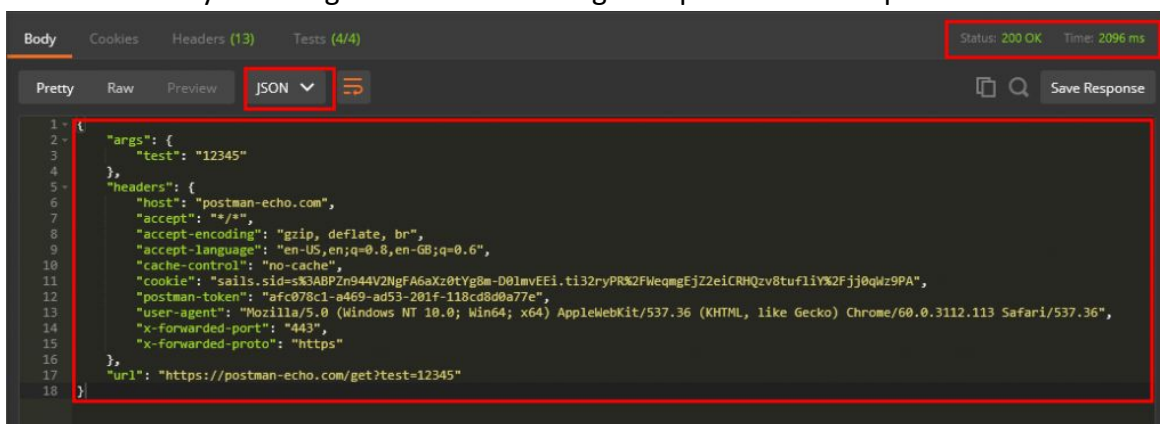 Body Cookies Headers (13) Tests (4/4) Status: 200 OK Time: 2096 ms
Pretty Raw Preview JSON Save Response
1 {
2 "args": {
3 "test": "12345"
4 },
5 "headers": {
6 "host": "postman-echo.com",
7 "accept": "*/*",
8 "accept-encoding": "gzip, deflate, br",
9 "accept-language": "en-US,en;q=0.8,en-GB;q=0.6",
10 "cache-control": "no-cache",
11 "cookie": "sails.sid=s%3ABPZn944V2NgFA6aXz0tYg8m-D0lmvEEi.ti32ryPR%2FWeqmgEjZ2eiCRHQzv8tufliY%2Fjj0qWz9PA",
12 "postman-token": "afc078c1-a469-ad53-201f-118cd8d0a77e",
13 "user-agent": "Mozilla/5.0 (Windows NT 10.0; Win64; x64) AppleWebKit/537.36 (KHTML, like Gecko) Chrome/60.0.3112.113 Safari/537.36",
14 "x-forwarded-port": "443",
15 "x-forwarded-proto": "https"
16 },
17 "url": "https://postman-echo.com/get?test=12345"
18 }